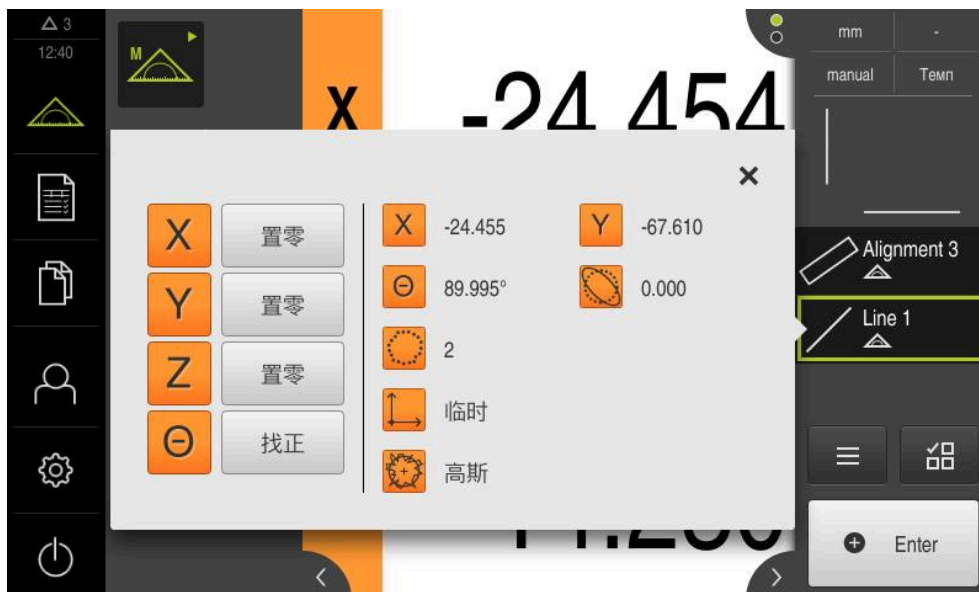 3
12:40
M
X
-24.454
mm
-
manual
Темп
X
置零
Y
置零
Z
置零
Θ
找正
X
-24.455
Y
-67.610
Θ
89.995°
0.000
2
临时
高斯
Alignment 3
Line 1
Enter